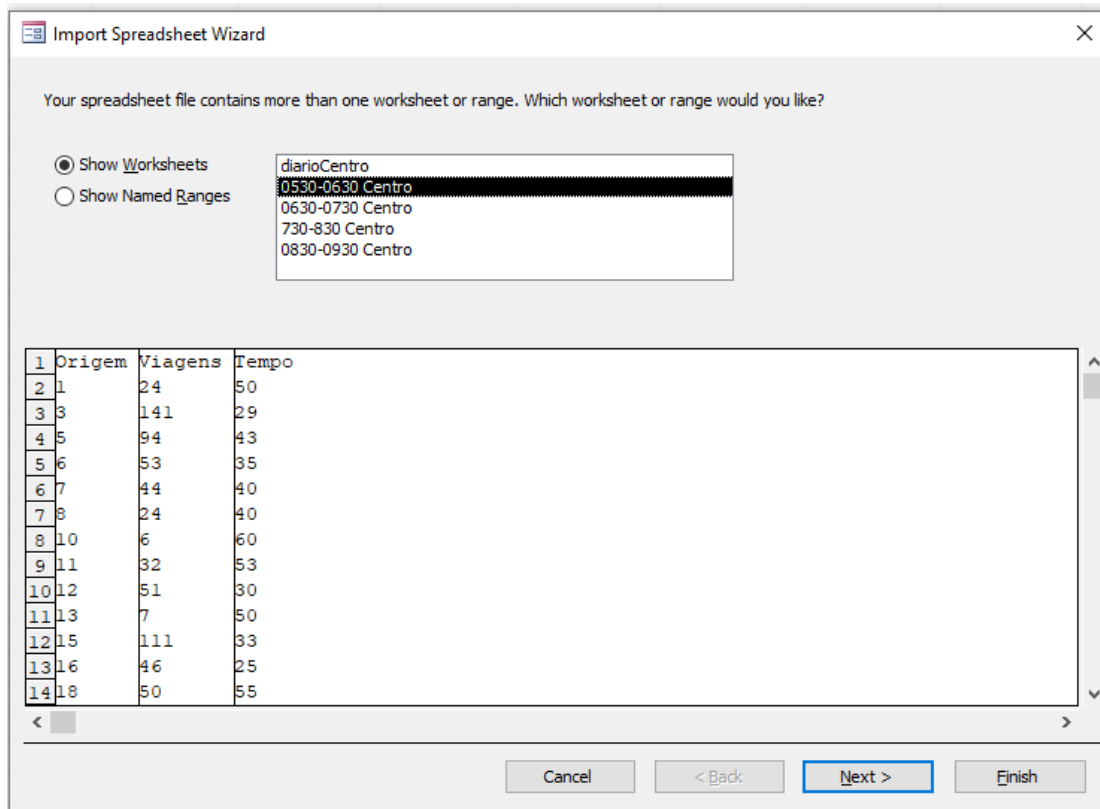 Import Spreadsheet Wizard
Your spreadsheet file contains more than one worksheet or range. Which worksheet or range would you like?
Show Worksheets
Show Named Ranges
diarioCentro
0530-0630 Centro
0630-0730 Centro
730-830 Centro
0830-0930 Centro
1 Origem Viagens Tempo
2 1 24 50
3 3 141 29
4 5 94 43
5 6 53 35
6 7 44 40
7 8 24 40
8 10 6 60
9 11 32 53
10 12 51 30
11 13 7 50
12 15 111 33
13 16 46 25
14 18 50 55
Cancel < Back Next > Finish